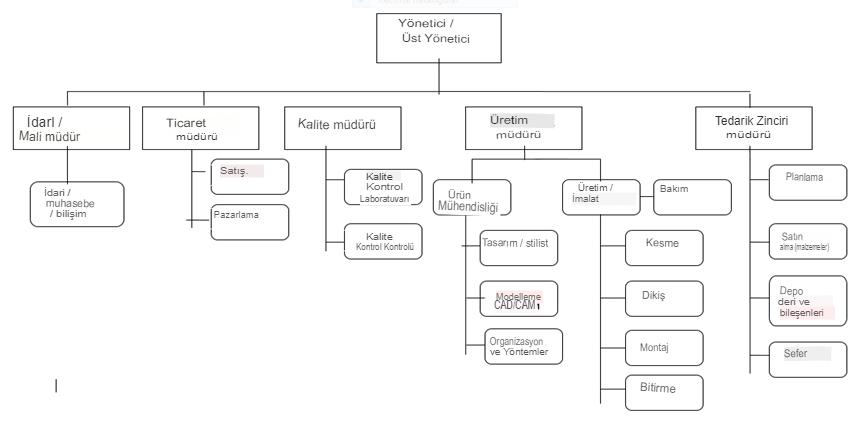 Yönetici /
Üst Yönetici
İdarl /
Mali müdür
Ticaret
müdürü
Kalite müdürü
Üretim
müdürü
Tedarik Zinciri
müdürü
İdari /
muhasebe
/ bilişim
Satış.
Pazarlama
Kalite
Kontrol
Laboratuvarı
Kalite
Kontrol Kontrolü
Ürün
Mühendisliği
Tasarım / stilist
Modelleme
CAD/CAM1
Organizasyon
ve Yöntemler
Üretim /
İmalat
Bakım
Kesme
Dikiş
Montaj
Bitirme
Planlama
Satın
alma (malzemeler)
Depo
deri ve
bileşenleri
Sefer